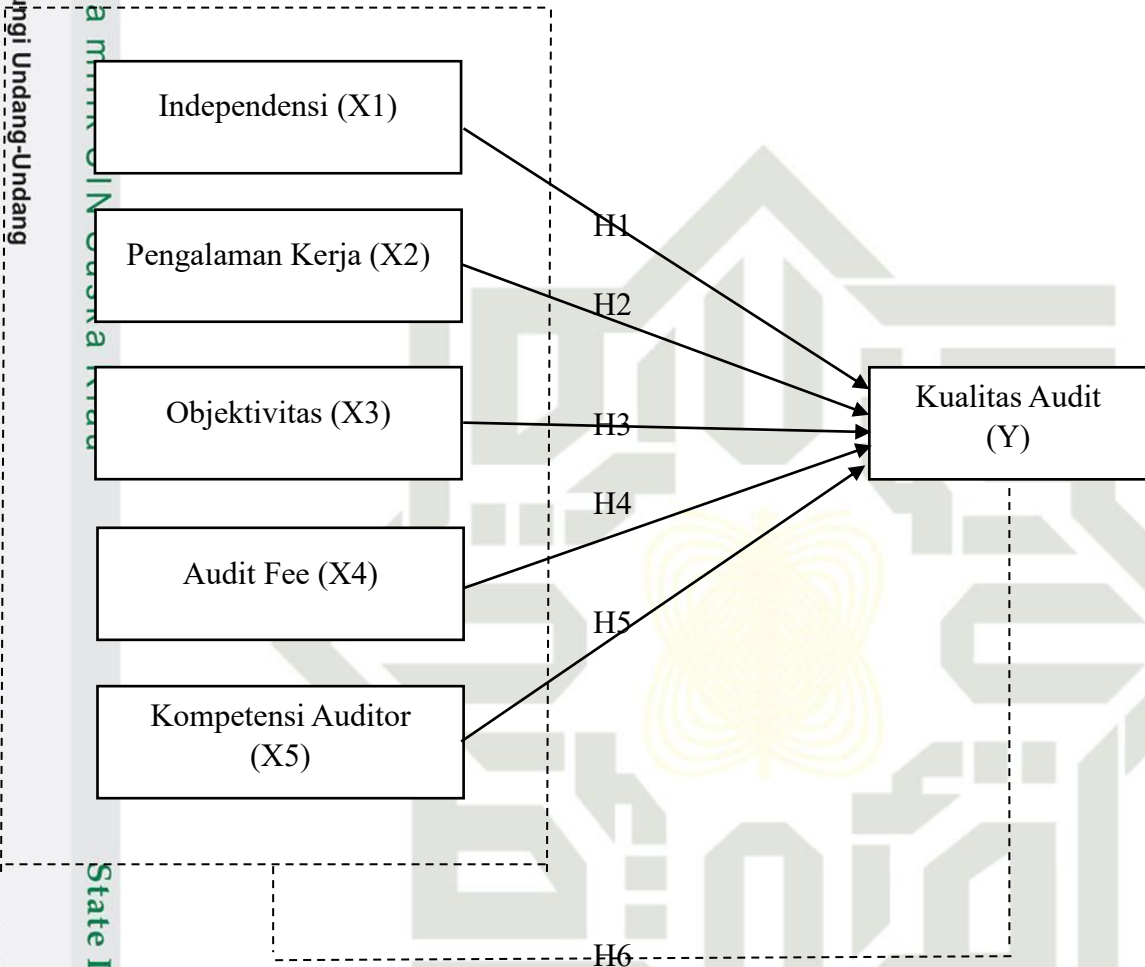 ngi Undang-Undang
Independensi (X1)
Pengalaman Kerja (X2)
Objektivitas (X3)
Audit Fee (X4)
Kompetensi Auditor
(X5)
H1
H2
H3
H4
H5
H6
Kualitas Audit
(Y)
State